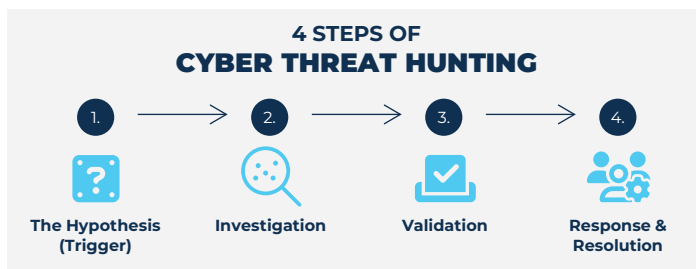 4 STEPS OF
CYBER THREAT HUNTING
1.
2.
3.
4.
?
The Hypothesis
(Trigger)
Investigation
Validation
Response &
Resolution